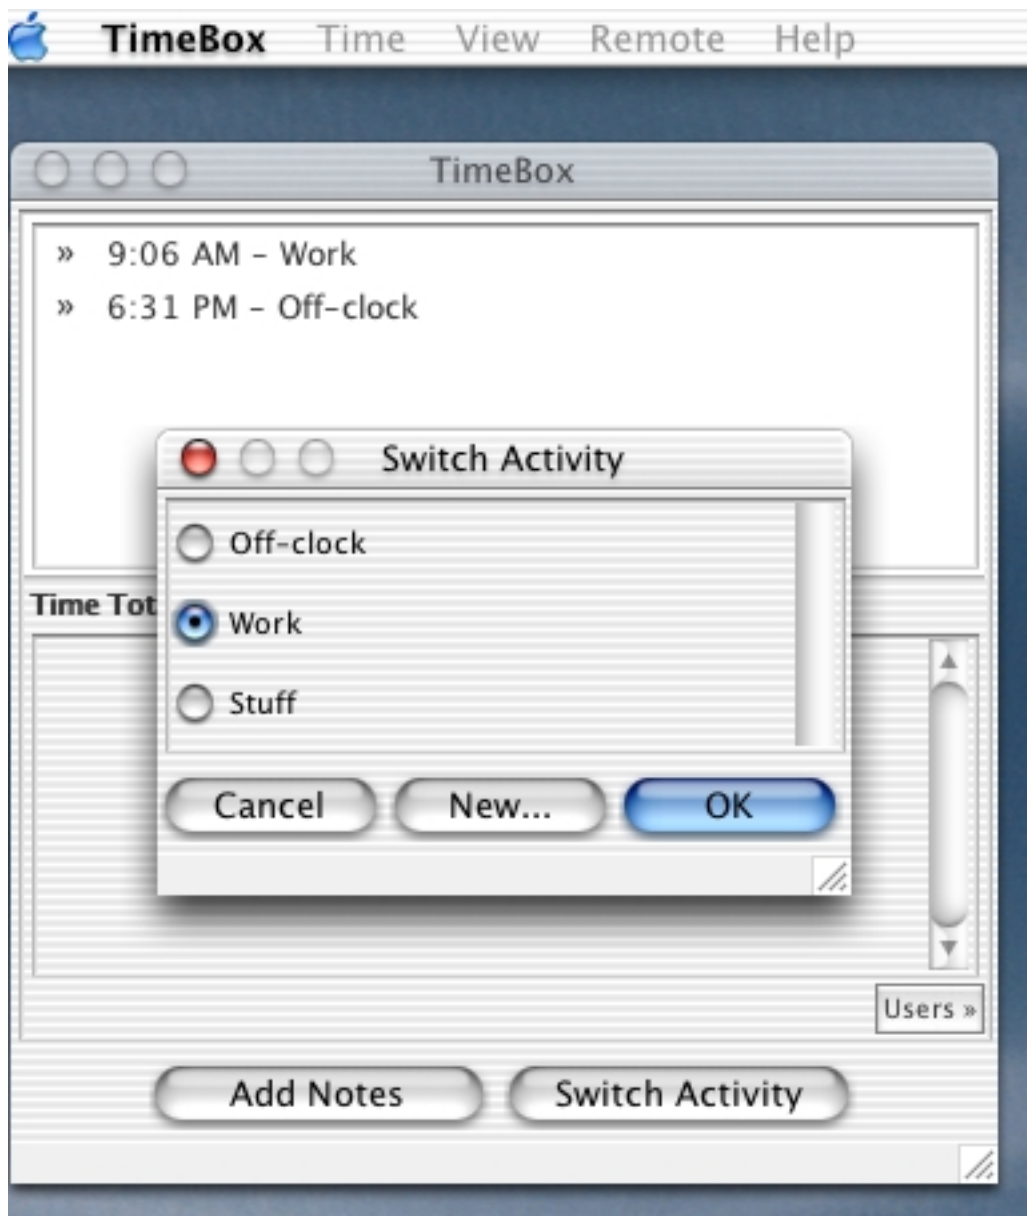 TimeBox Time View Remote Help
TimeBox
» 9:06 AM – Work
» 6:31 PM – Off–clock
Switch Activity
Off–clock
Time Tot
Work
Stuff
Cancel New... OK
Users »
Add Notes Switch Activity